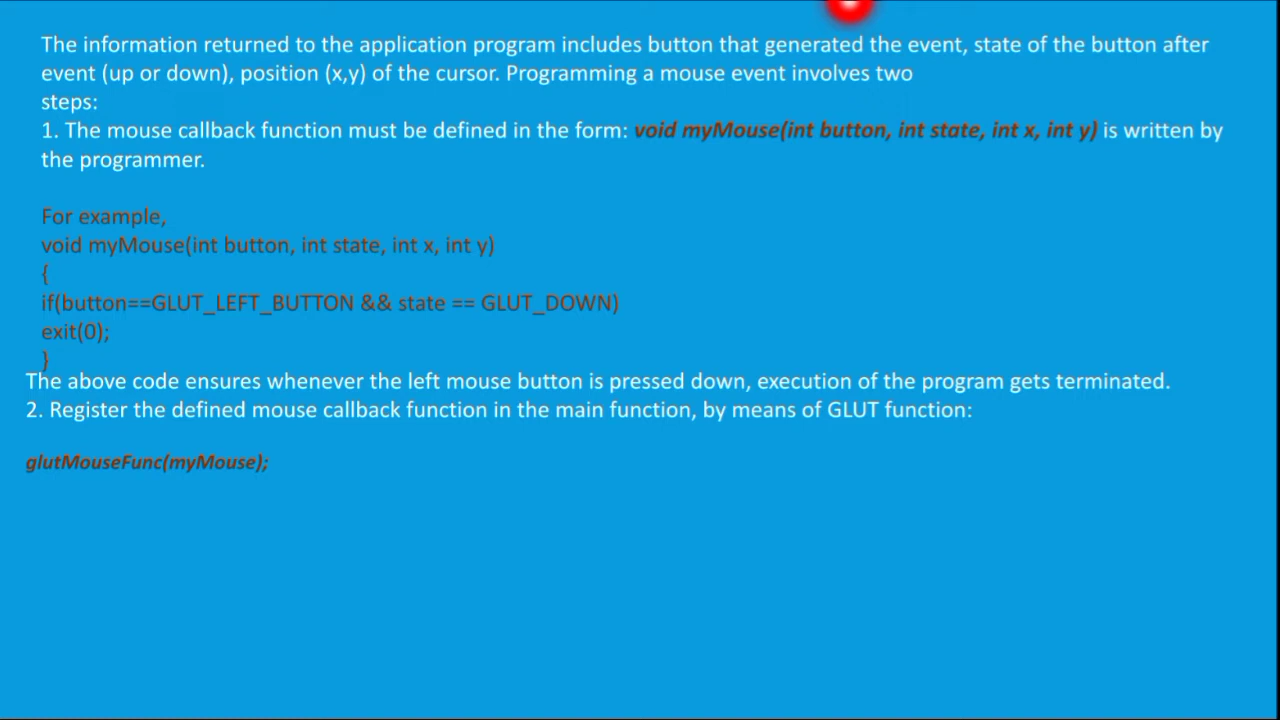 The information returned to the application program includes button that generated the event, state of the button after
event (up or down), position (x,y) of the cursor. Programming a mouse event involves two
steps:
1. The mouse callback function must be defined in the form: void myMouse(int button, int state, int x, int y) is written by
the programmer.
For example,
void myMouse(int button, int state, int x, int y)
{
if(button==GLUT_LEFT_BUTTON && state == GLUT_DOWN)
exit(0);
}
The above code ensures whenever the left mouse button is pressed down, execution of the program gets terminated.
2. Register the defined mouse callback function in the main function, by means of GLUT function:
glutMouseFunc(myMouse);